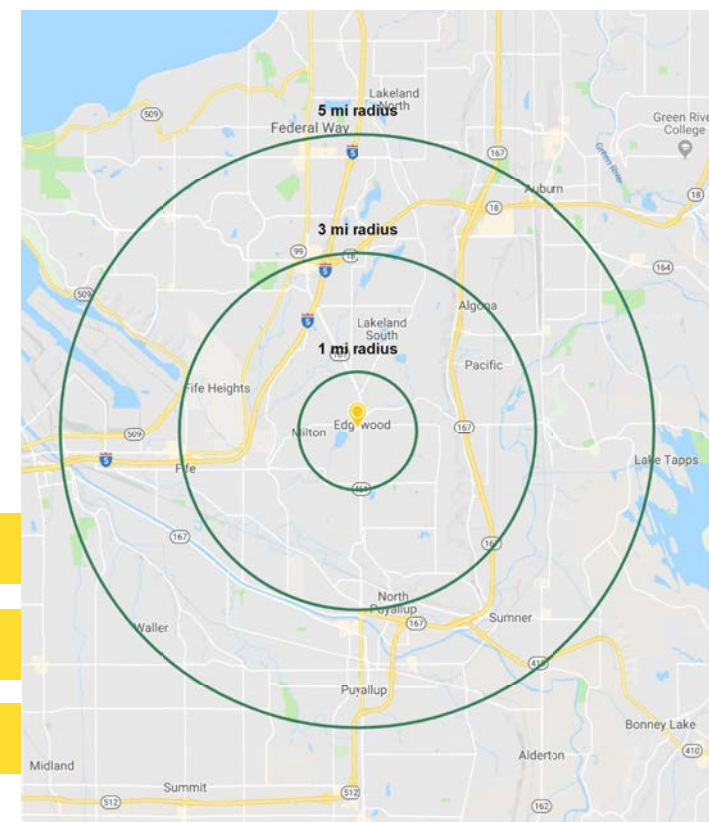 Lakeland
North
5 mi radius
Federal Way
509
5
167
Green Rive
College
Green River
Auburn
18
18
3 mi radius
99
18
5
164
509
5
Algona
Lakeland
South
1 mi radius
167
Pacific
Fife Heights
Edgewood
Milton
509
167
5
Fife
Lake Tapps
161
167
167
North
Puyallup
167
Sumner
Waller
410
Puyallup
Bonney Lake
410
Alderton
Midland
Summit
512
512
162